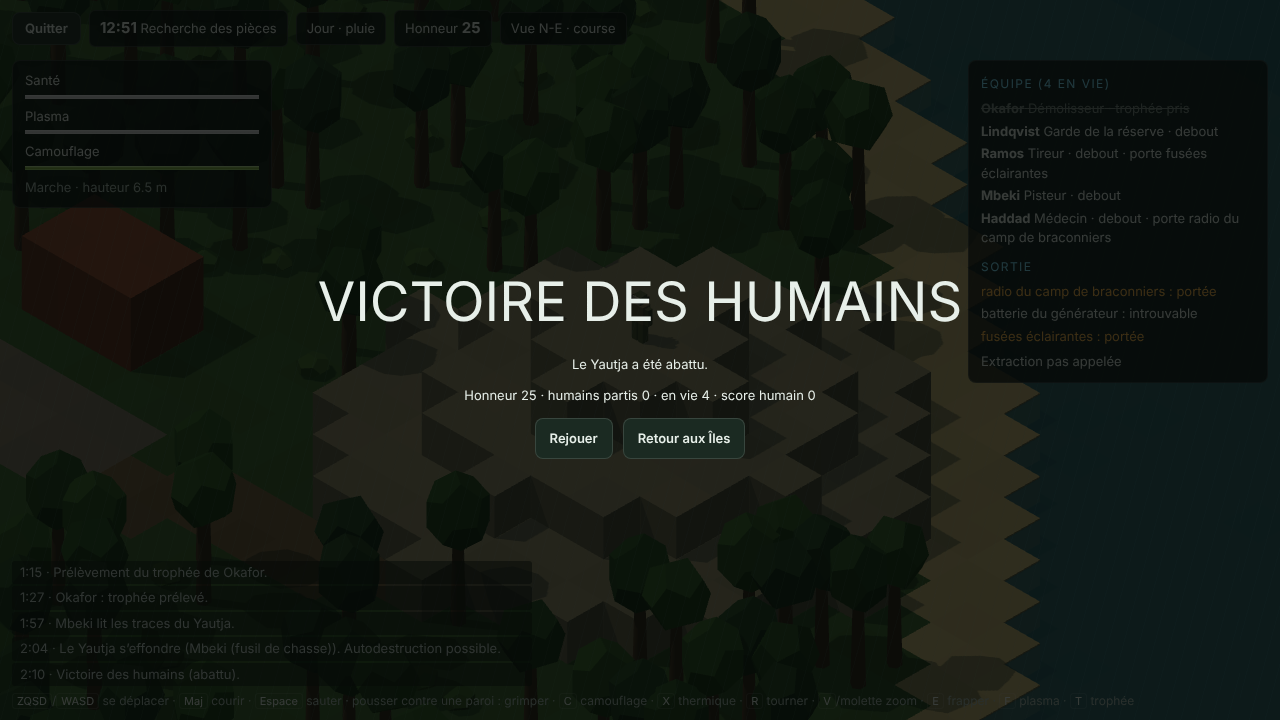 Quitter
12:51 Recherche des pièces
Jour · pluie
Honneur 25
Vue N-E · course
Santé
Plasma
Camouflage
Marche · hauteur 6.5 m
ÉQUIPE (4 EN VIE)
Okafor Démolisseur · trophée pris
Lindqvist Garde de la réserve · debout
Ramos Tireur · debout · porte fusées
éclairantes
Mbeki Pisteur · debout
Haddad Médecin · debout · porte radio du
camp de braconniers
SORTIE
radio du camp de braconniers : portée
batterie du générateur : introuvable
fusées éclairantes : portée
Extraction pas appelée
VICTOIRE DES HUMAINS
Le Yautja a été abattu.
Honneur 25 · humains partis 0 · en vie 4 · score humain 0
Rejouer
Retour aux Îles
1:15 · Prélèvement du trophée de Okafor.
1:27 · Okafor : trophée prélevé.
1:57 · Mbeki lit les traces du Yautja.
2:04 · Le Yautja s’effondre (Mbeki (fusil de chasse)). Autodestruction possible.
2:10 · Victoire des humains (abattu).
ZQSD / WASD se déplacer · Maj courir · Espace sauter · pousser contre une paroi : grimper · C camouflage · X thermique · R tourner · V /molette zoom · E frapper · F plasma · T trophée